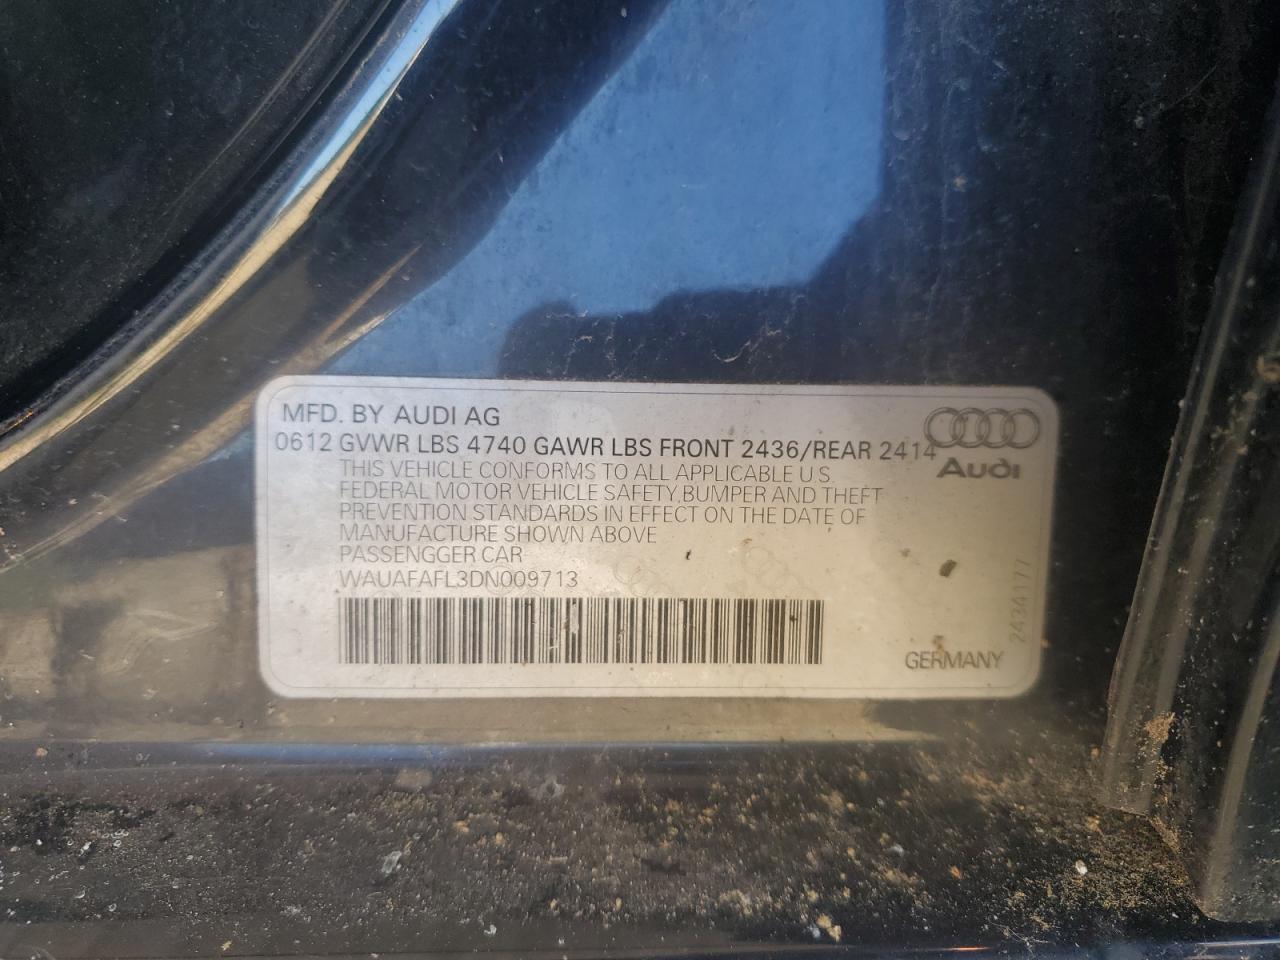 MFD. BY AUDI AG
0612 GVWR LBS 4740 GAWR LBS FRONT 2436/REAR 2414
Audi
THIS VEHICLE CONFORMS TO ALL APPLICABLE U.S.
FEDERAL MOTOR VEHICLE SAFETY, BUMPER AND THEFT
PREVENTION STANDARDS IN EFFECT ON THE DATE OF
MANUFACTURE SHOWN ABOVE
PASSENGGER CAR
WAUAFAFL3DN009713
2434177
GERMANY